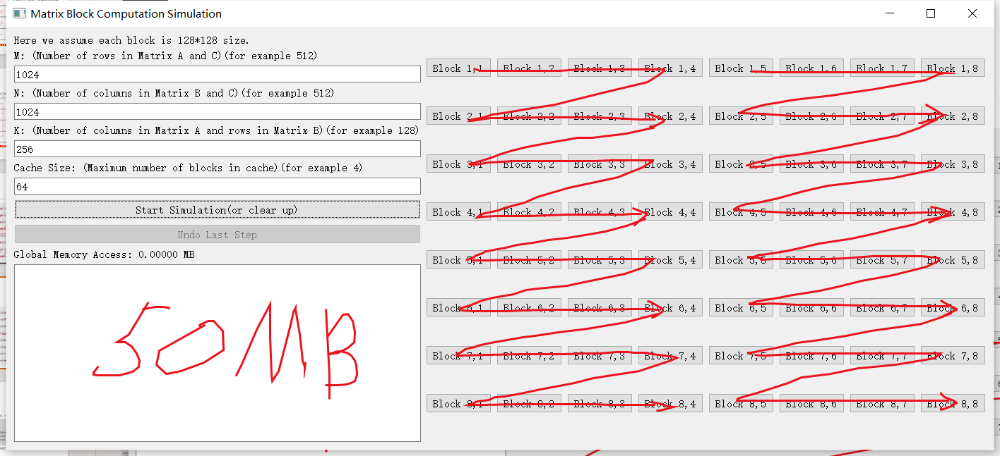 Matrix Block Computation Simulation
Here we assume each block is 128*128 size.
M: (Number of rows in Matrix A and C)(for example 512)
1024
N: (Number of columns in Matrix B and C)(for example 512)
1024
K: (Number of columns in Matrix A and rows in Matrix B)(for example 128)
256
Cache Size: (Maximum number of blocks in cache)(for example 4)
64
Start Simulation(or clear up)
Undo Last Step
Global Memory Access: 0.00000 MB
50MB
Block 1,1 Block 1,2 Block 1,3 Block 1,4 Block 1,5 Block 1,6 Block 1,7 Block 1,8
Block 2,1 Block 2,2 Block 2,3 Block 2,4 Block 2,5 Block 2,6 Block 2,7 Block 2,8
Block 3,1 Block 3,2 Block 3,3 Block 3,4 Block 3,5 Block 3,6 Block 3,7 Block 3,8
Block 4,1 Block 4,2 Block 4,3 Block 4,4 Block 4,5 Block 4,6 Block 4,7 Block 4,8
Block 5,1 Block 5,2 Block 5,3 Block 5,4 Block 5,5 Block 5,6 Block 5,7 Block 5,8
Block 6,1 Block 6,2 Block 6,3 Block 6,4 Block 6,5 Block 6,6 Block 6,7 Block 6,8
Block 7,1 Block 7,2 Block 7,3 Block 7,4 Block 7,5 Block 7,6 Block 7,7 Block 7,8
Block 8,1 Block 8,2 Block 8,3 Block 8,4 Block 8,5 Block 8,6 Block 8,7 Block 8,8